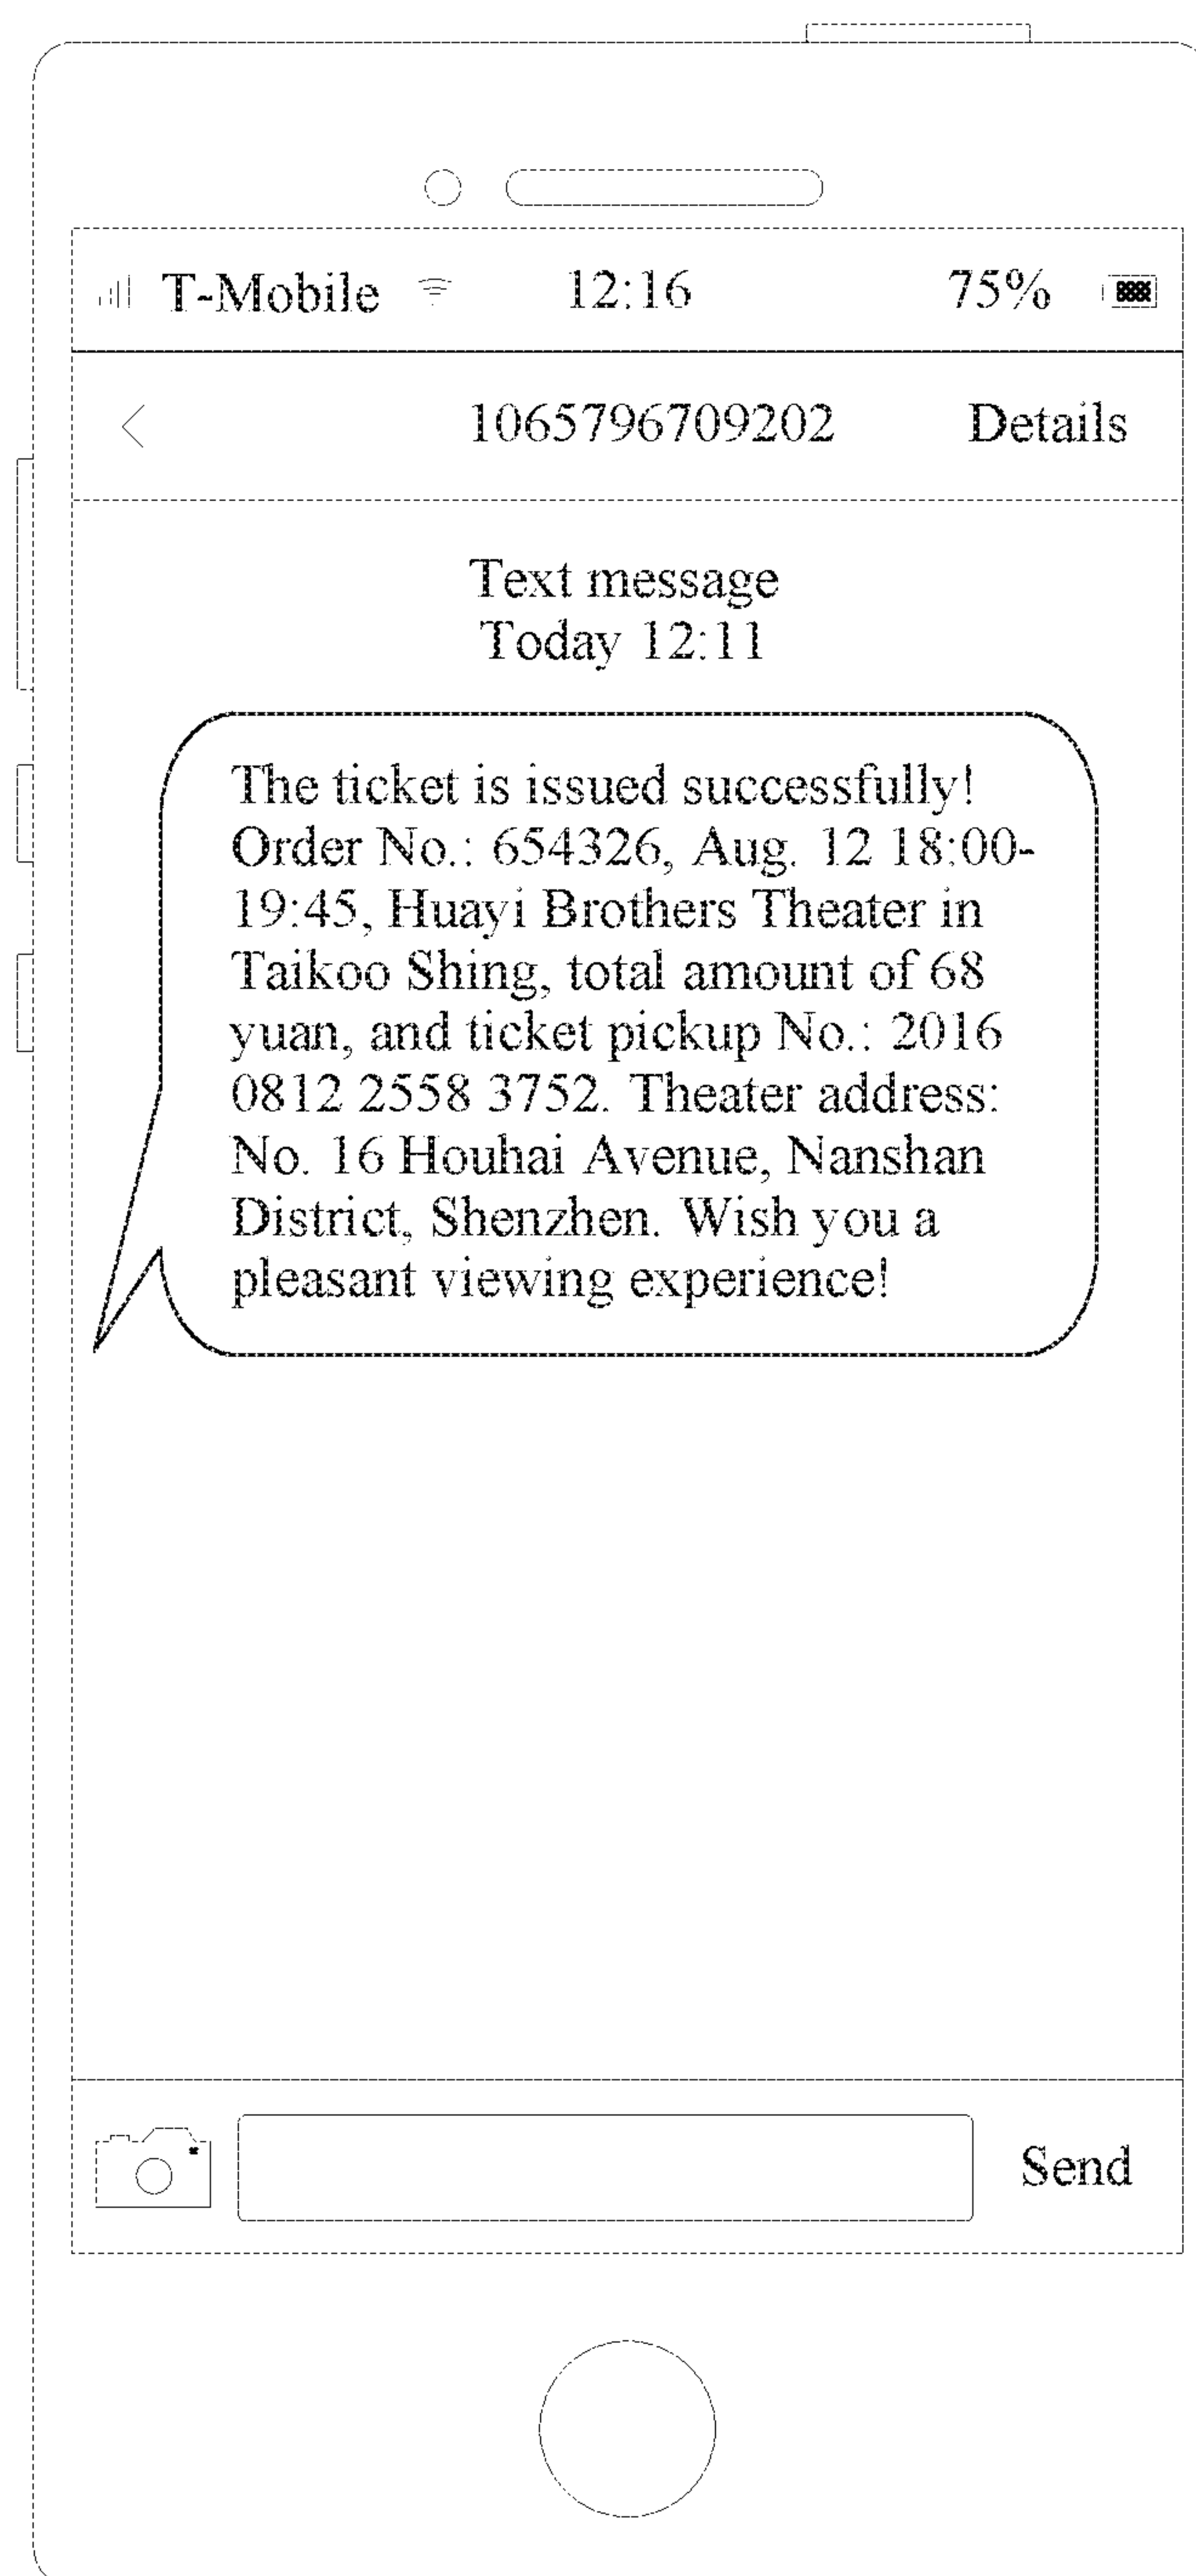 T-Mobile 12:16 75%
1065796709202 Details
Text message
Today 12:11
The ticket is issued successfully!
Order No.: 654326, Aug. 12 18:00-
19:45, Huayi Brothers Theater in
Taikoo Shing, total amount of 68
yuan, and ticket pickup No.: 2016
0812 2558 3752. Theater address:
No. 16 Houhai Avenue, Nanshan
District, Shenzhen. Wish you a
pleasant viewing experience!
Send